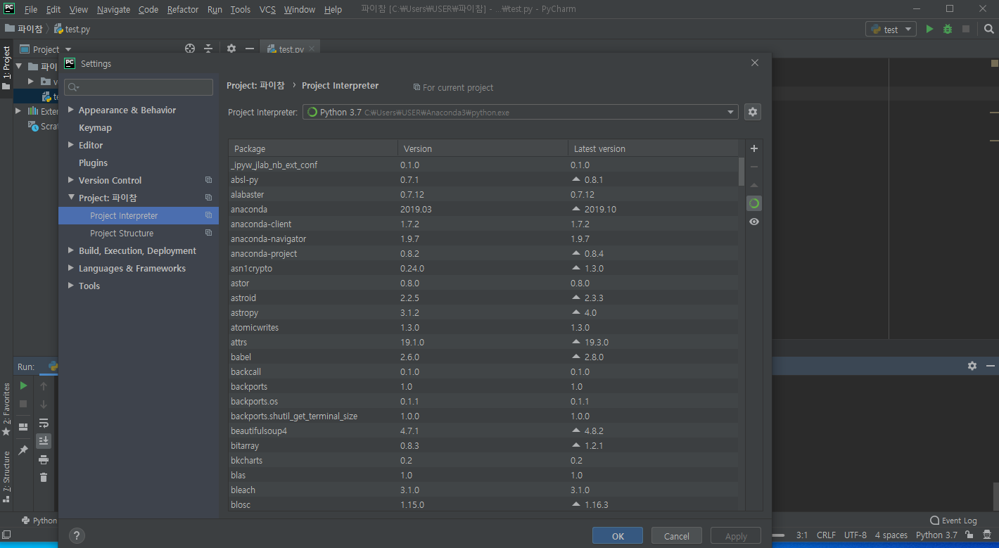 File Edit View Navigate Code Refactor Run Tools VCS Window Help 파이참 [C:₩Users₩USER₩파이참] - ...₩test.py - PyCharm
파이참 test.py
test
1: Project
Project
test.py
파이
Settings
Project: 파이참 › Project Interpreter For current project
Project Interpreter: Python 3.7 C:₩Users₩USER₩Anaconda3₩python.exe
Appearance & Behavior
Keymap
Editor
Plugins
Version Control
Project: 파이참
Project Interpreter
Project Structure
Build, Execution, Deployment
Languages & Frameworks
Tools
Package Version Latest version
_ipyw_jlab_nb_ext_conf 0.1.0 0.1.0
absl-py 0.7.1 0.8.1
alabaster 0.7.12 0.7.12
anaconda 2019.03 2019.10
anaconda-client 1.7.2 1.7.2
anaconda-navigator 1.9.7 1.9.7
anaconda-project 0.8.2 0.8.4
asn1crypto 0.24.0 1.3.0
astor 0.8.0 0.8.0
astroid 2.2.5 2.3.3
astropy 3.1.2 4.0
atomicwrites 1.3.0 1.3.0
attrs 19.1.0 19.3.0
babel 2.6.0 2.8.0
backcall 0.1.0 0.1.0
backports 1.0 1.0
backports.os 0.1.1 0.1.1
backports.shutil_get_terminal_size 1.0.0 1.0.0
beautifulsoup4 4.7.1 4.8.2
bitarray 0.8.3 1.2.1
bkcharts 0.2 0.2
blas 1.0 1.0
bleach 3.1.0 3.1.0
blosc 1.15.0 1.16.3
OK Cancel Apply
v
te
Exter
Scrat
Run:
2: Favorites
7: Structure
Python
Event Log
3:1 CRLF UTF-8 4 spaces Python 3.7